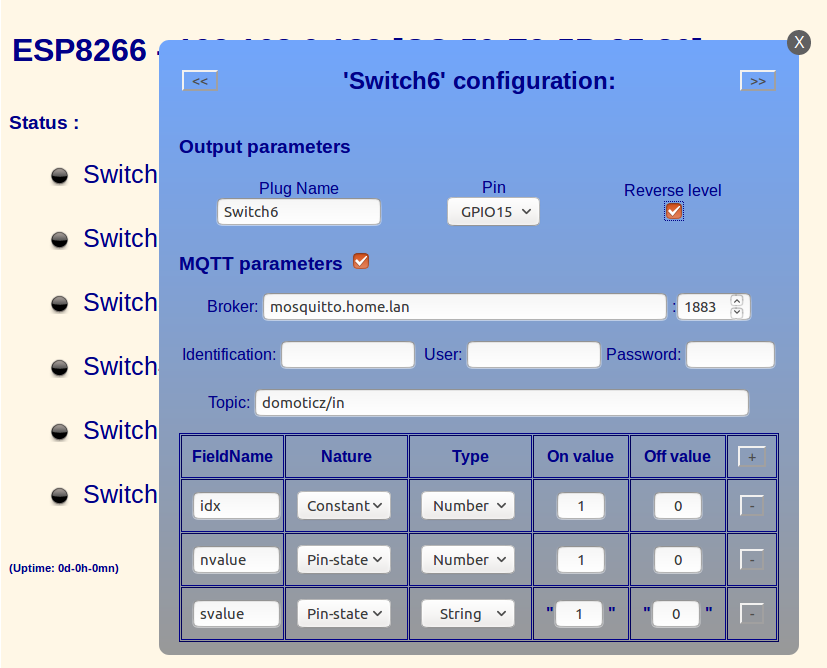 ESP8266 -
X
<<
'Switch6' configuration:
>>
Status :
Output parameters
Switch
Plug Name
Pin
Reverse level
Switch6
GPIO15
Switch
MQTT parameters
Switch
Broker: mosquitto.home.lan : 1883
Identification: User: Password:
Switch
Topic: domoticz/in
Switch
FieldName Nature Type On value Off value +
Switch
idx Constant Number 1 0 -
nvalue Pin-state Number 1 0 -
(Uptime: 0d-0h-0mn)
svalue Pin-state String " 1 " " 0 " -